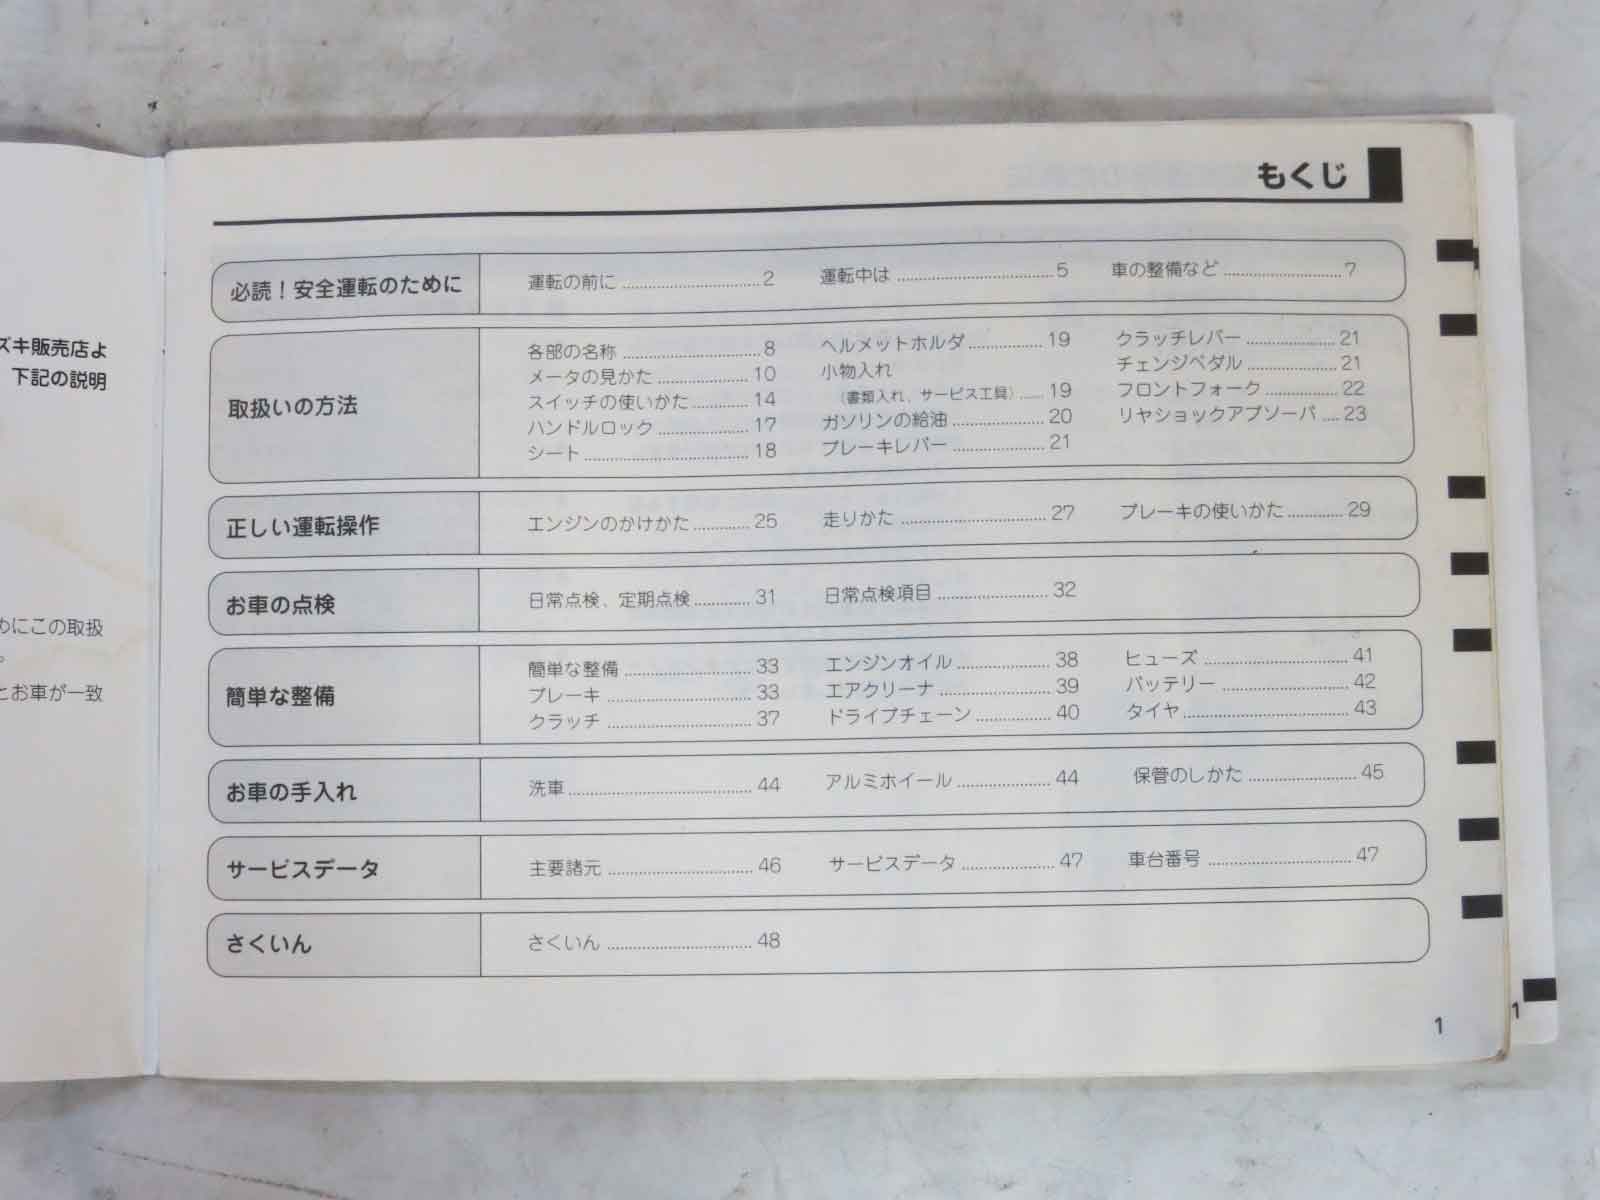 ズキ販売店よ
下記の説明
めにこの取扱
。
とお車が一致
もくじ
必読！安全運転のために
運転の前に 2
運転中は 5
車の整備など 7
取扱いの方法
各部の名称 8
メータの見かた 10
スイッチの使いかた 14
ハンドルロック 17
シート 18
ヘルメットホルダ 19
小物入れ
（書類入れ、サービス工具） 19
ガソリンの給油 20
ブレーキレバー 21
クラッチレバー 21
チェンジペダル 21
フロントフォーク 22
リヤショックアブソーバ 23
正しい運転操作
エンジンのかけかた 25
走りかた 27
ブレーキの使いかた 29
お車の点検
日常点検、定期点検 31
日常点検項目 32
簡単な整備
簡単な整備 33
ブレーキ 33
クラッチ 37
エンジンオイル 38
エアクリーナ 39
ドライブチェーン 40
ヒューズ 41
バッテリー 42
タイヤ 43
お車の手入れ
洗車 44
アルミホイール 44
保管のしかた 45
サービスデータ
主要諸元 46
サービスデータ 47
車台番号 47
さくいん
さくいん 48
1
1